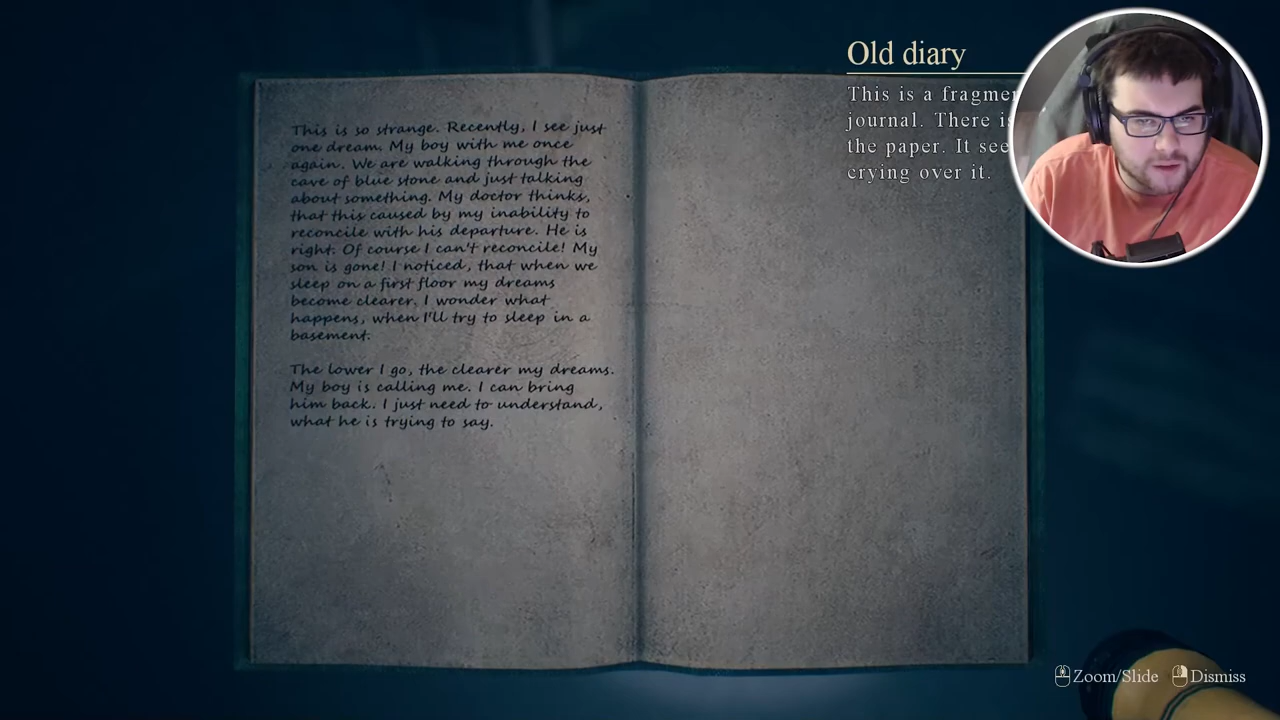 Old diary
This is a fragme
journal. There is
the paper. It see
crying over it.
This is so strange. Recently, I see just
one dream. My boy with me once
again. We are walking through the
cave of blue stone and just talking
about something. My doctor thinks,
that this caused by my inability to
reconcile with his departure. He is
right. Of course I can't reconcile! My
son is gone! I noticed, that when we
sleep on a first floor my dreams
become clearer. I wonder what
happens, when I'll try to sleep in a
basement.
The lower I go, the clearer my dreams.
My boy is calling me. I can bring
him back. I just need to understand,
what he is trying to say.
Zoom/Slide Dismiss